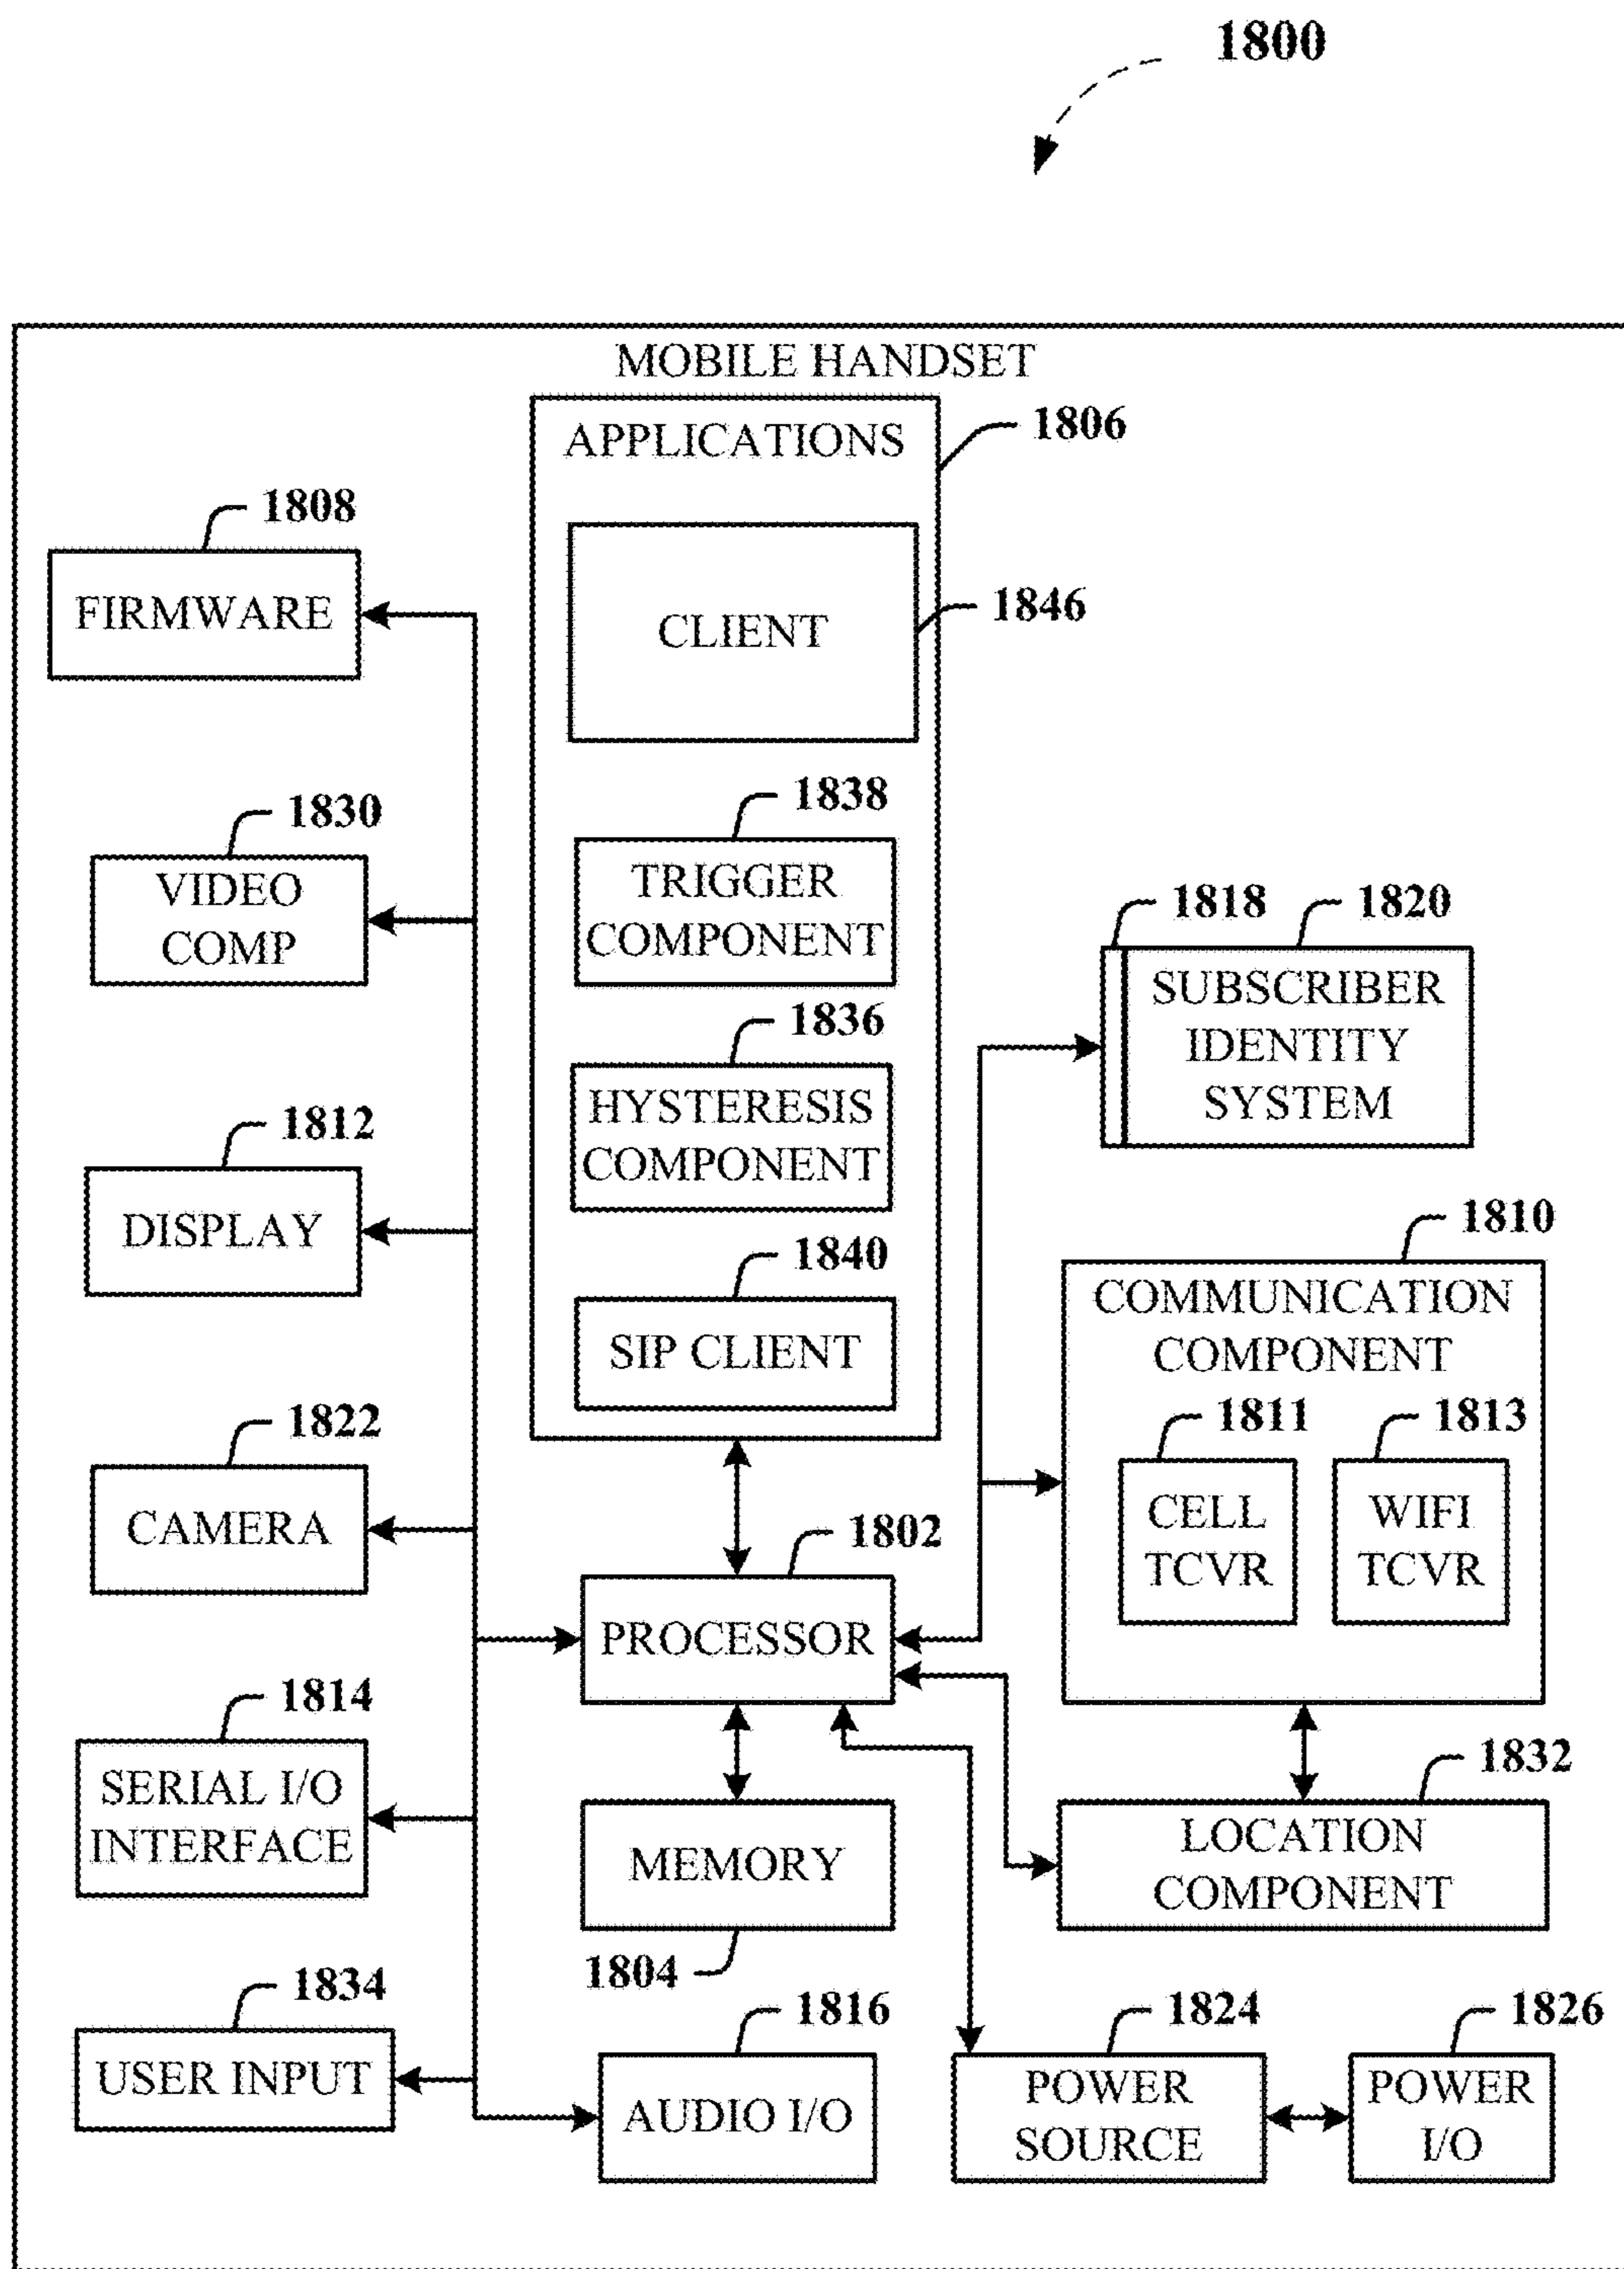 1800
MOBILE HANDSET
APPLICATIONS
1806
CLIENT
1846
1838
TRIGGER
COMPONENT
1836
HYSTERESIS
COMPONENT
1840
SIP CLIENT
1808
FIRMWARE
1830
VIDEO
COMP
1812
DISPLAY
1822
CAMERA
1814
SERIAL I/O
INTERFACE
1834
USER INPUT
1802
PROCESSOR
MEMORY
1804
1816
AUDIO I/O
1818
1820
SUBSCRIBER
IDENTITY
SYSTEM
1810
COMMUNICATION
COMPONENT
1811
CELL
TCVR
1813
WIFI
TCVR
1832
LOCATION
COMPONENT
1824
POWER
SOURCE
1826
POWER
I/O